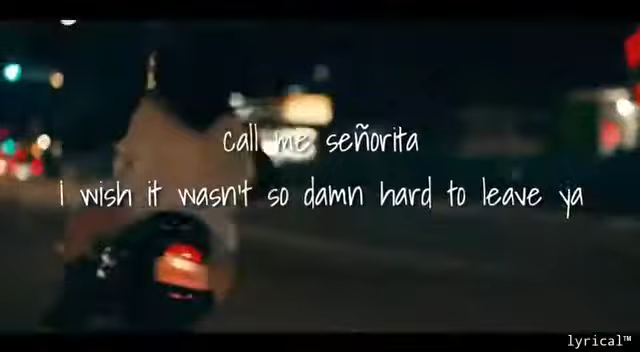 call me señorita
i wish it wasn't so damn hard to leave ya
lyrical™